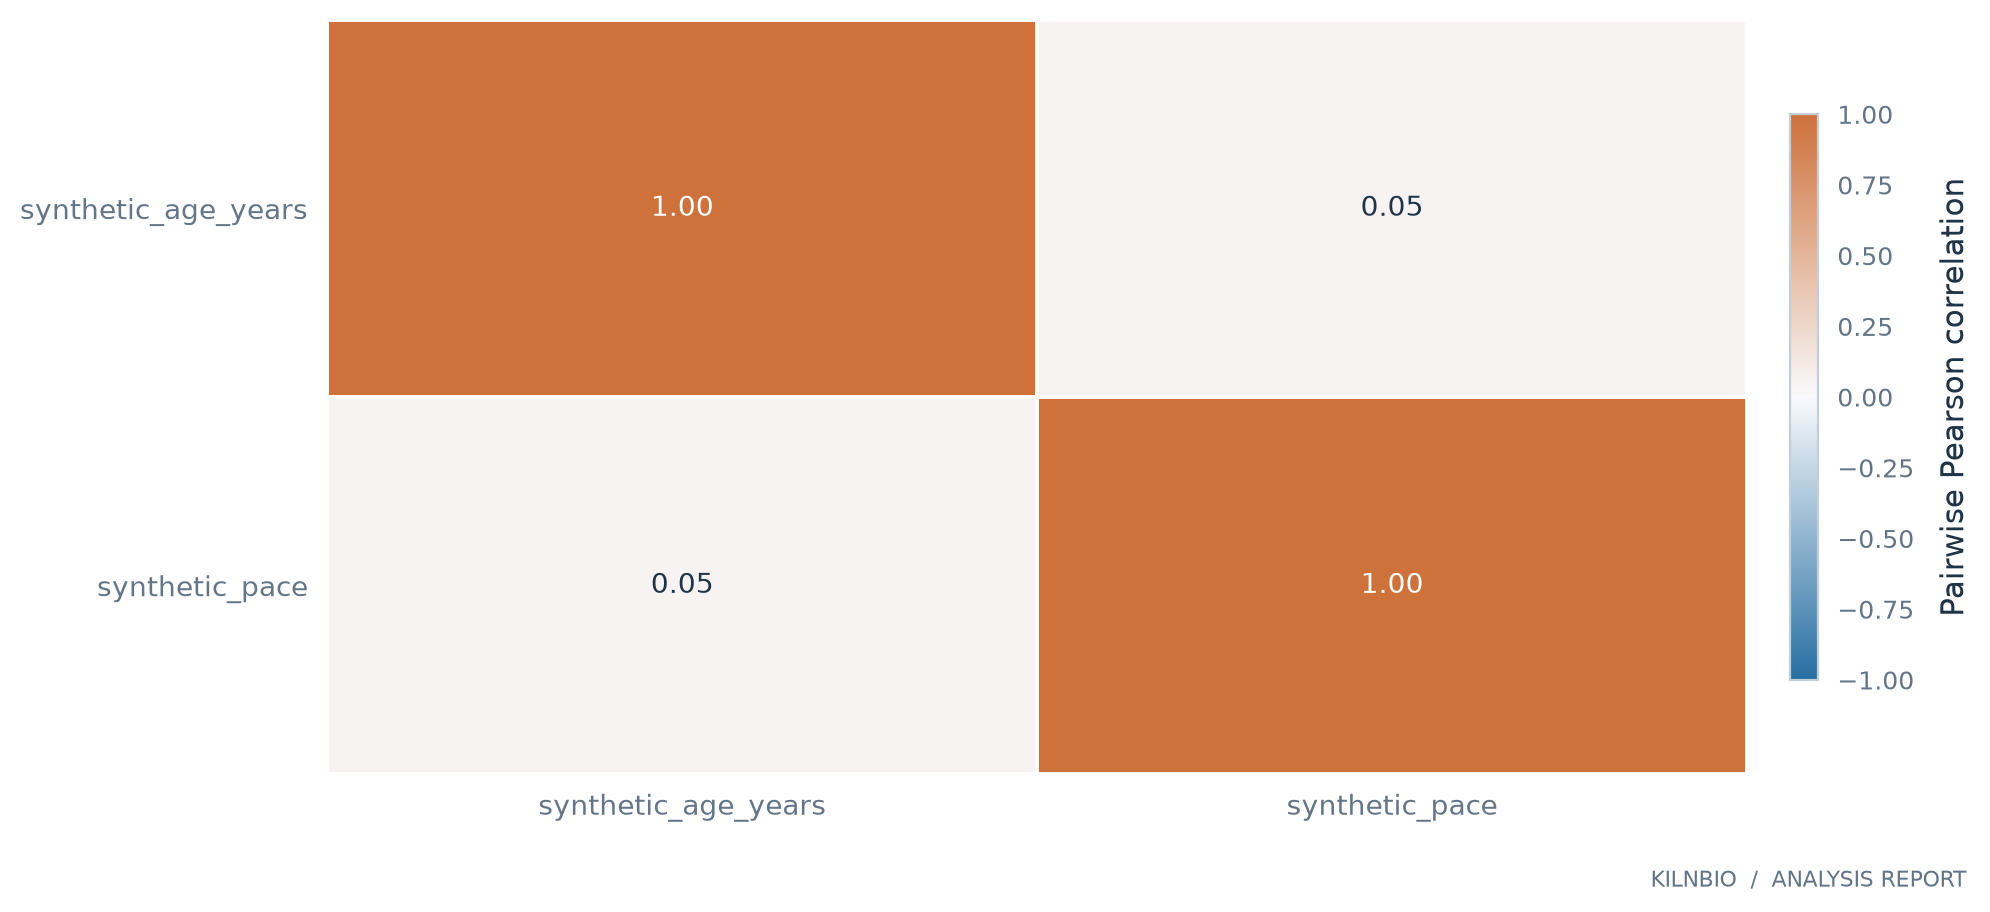 synthetic_age_years
1.00
0.05
synthetic_pace
0.05
1.00
synthetic_age_years
synthetic_pace
1.00
0.75
0.50
0.25
0.00
−0.25
−0.50
−0.75
−1.00
Pairwise Pearson correlation
KILNBIO / ANALYSIS REPORT